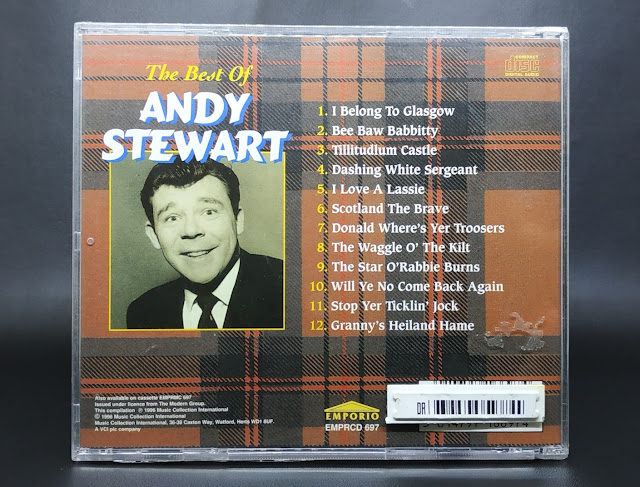 The Best Of
ANDY
STEWART
COMPACT
disc
DIGITAL AUDIO
1. I Belong To Glasgow
2. Bee Baw Babbitty
3. Tillitudlum Castle
4. Dashing White Sergeant
5. I Love A Lassie
6. Scotland The Brave
7. Donald Where's Yer Troosers
8. The Waggle O' The Kilt
9. The Star O'Rabbie Burns
10. Will Ye No Come Back Again
11. Stop Yer Ticklin' Jock
12. Granny's Heiland Hame
Also available on cassette EMPRMC 697
Issued under licence from The Modern Group.
This compilation ℗ 1996 Music Collection International
© 1996 Music Collection International
Music Collection International, 36-38 Caxton Way, Watford, Herts WD1 8UF.
A VCI plc company
EMPORIO
EMPRCD 697
DR